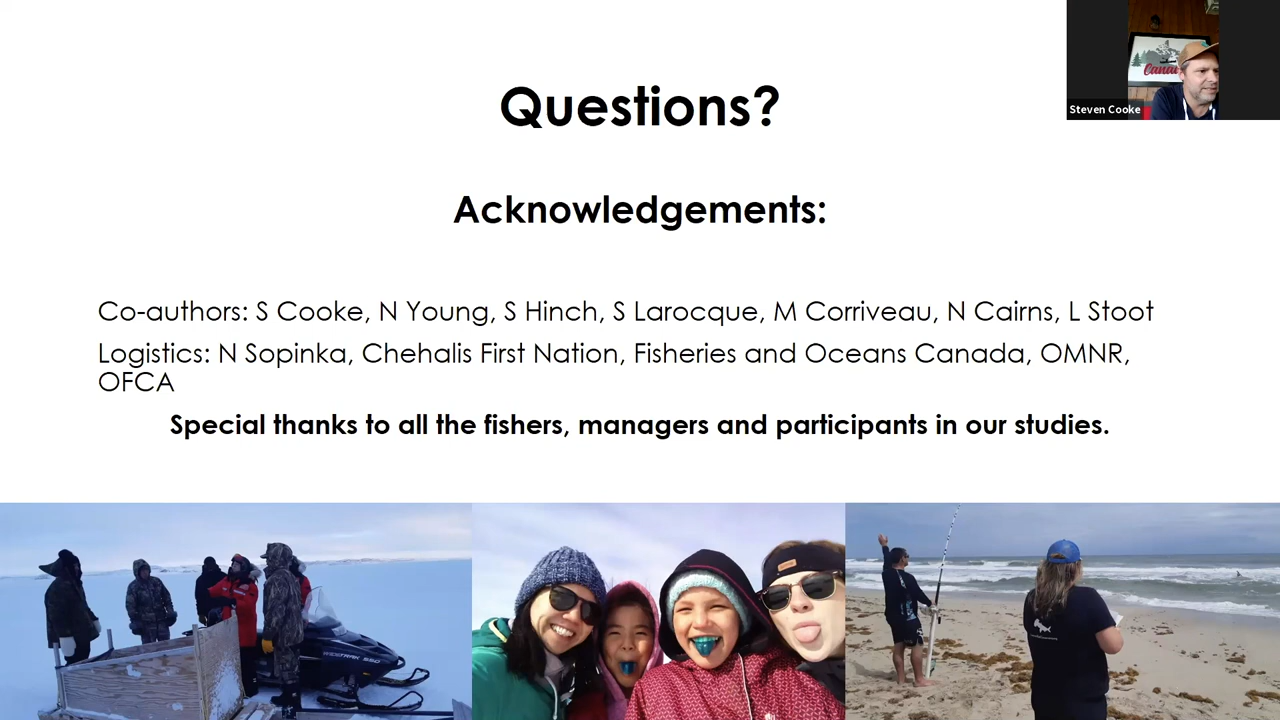 Questions?
Steven Cooke
Acknowledgements:
Co-authors: S Cooke, N Young, S Hinch, S Larocque, M Corriveau, N Cairns, L Stoot
Logistics: N Sopinka, Chehalis First Nation, Fisheries and Oceans Canada, OMNR,
OFCA
Special thanks to all the fishers, managers and participants in our studies.